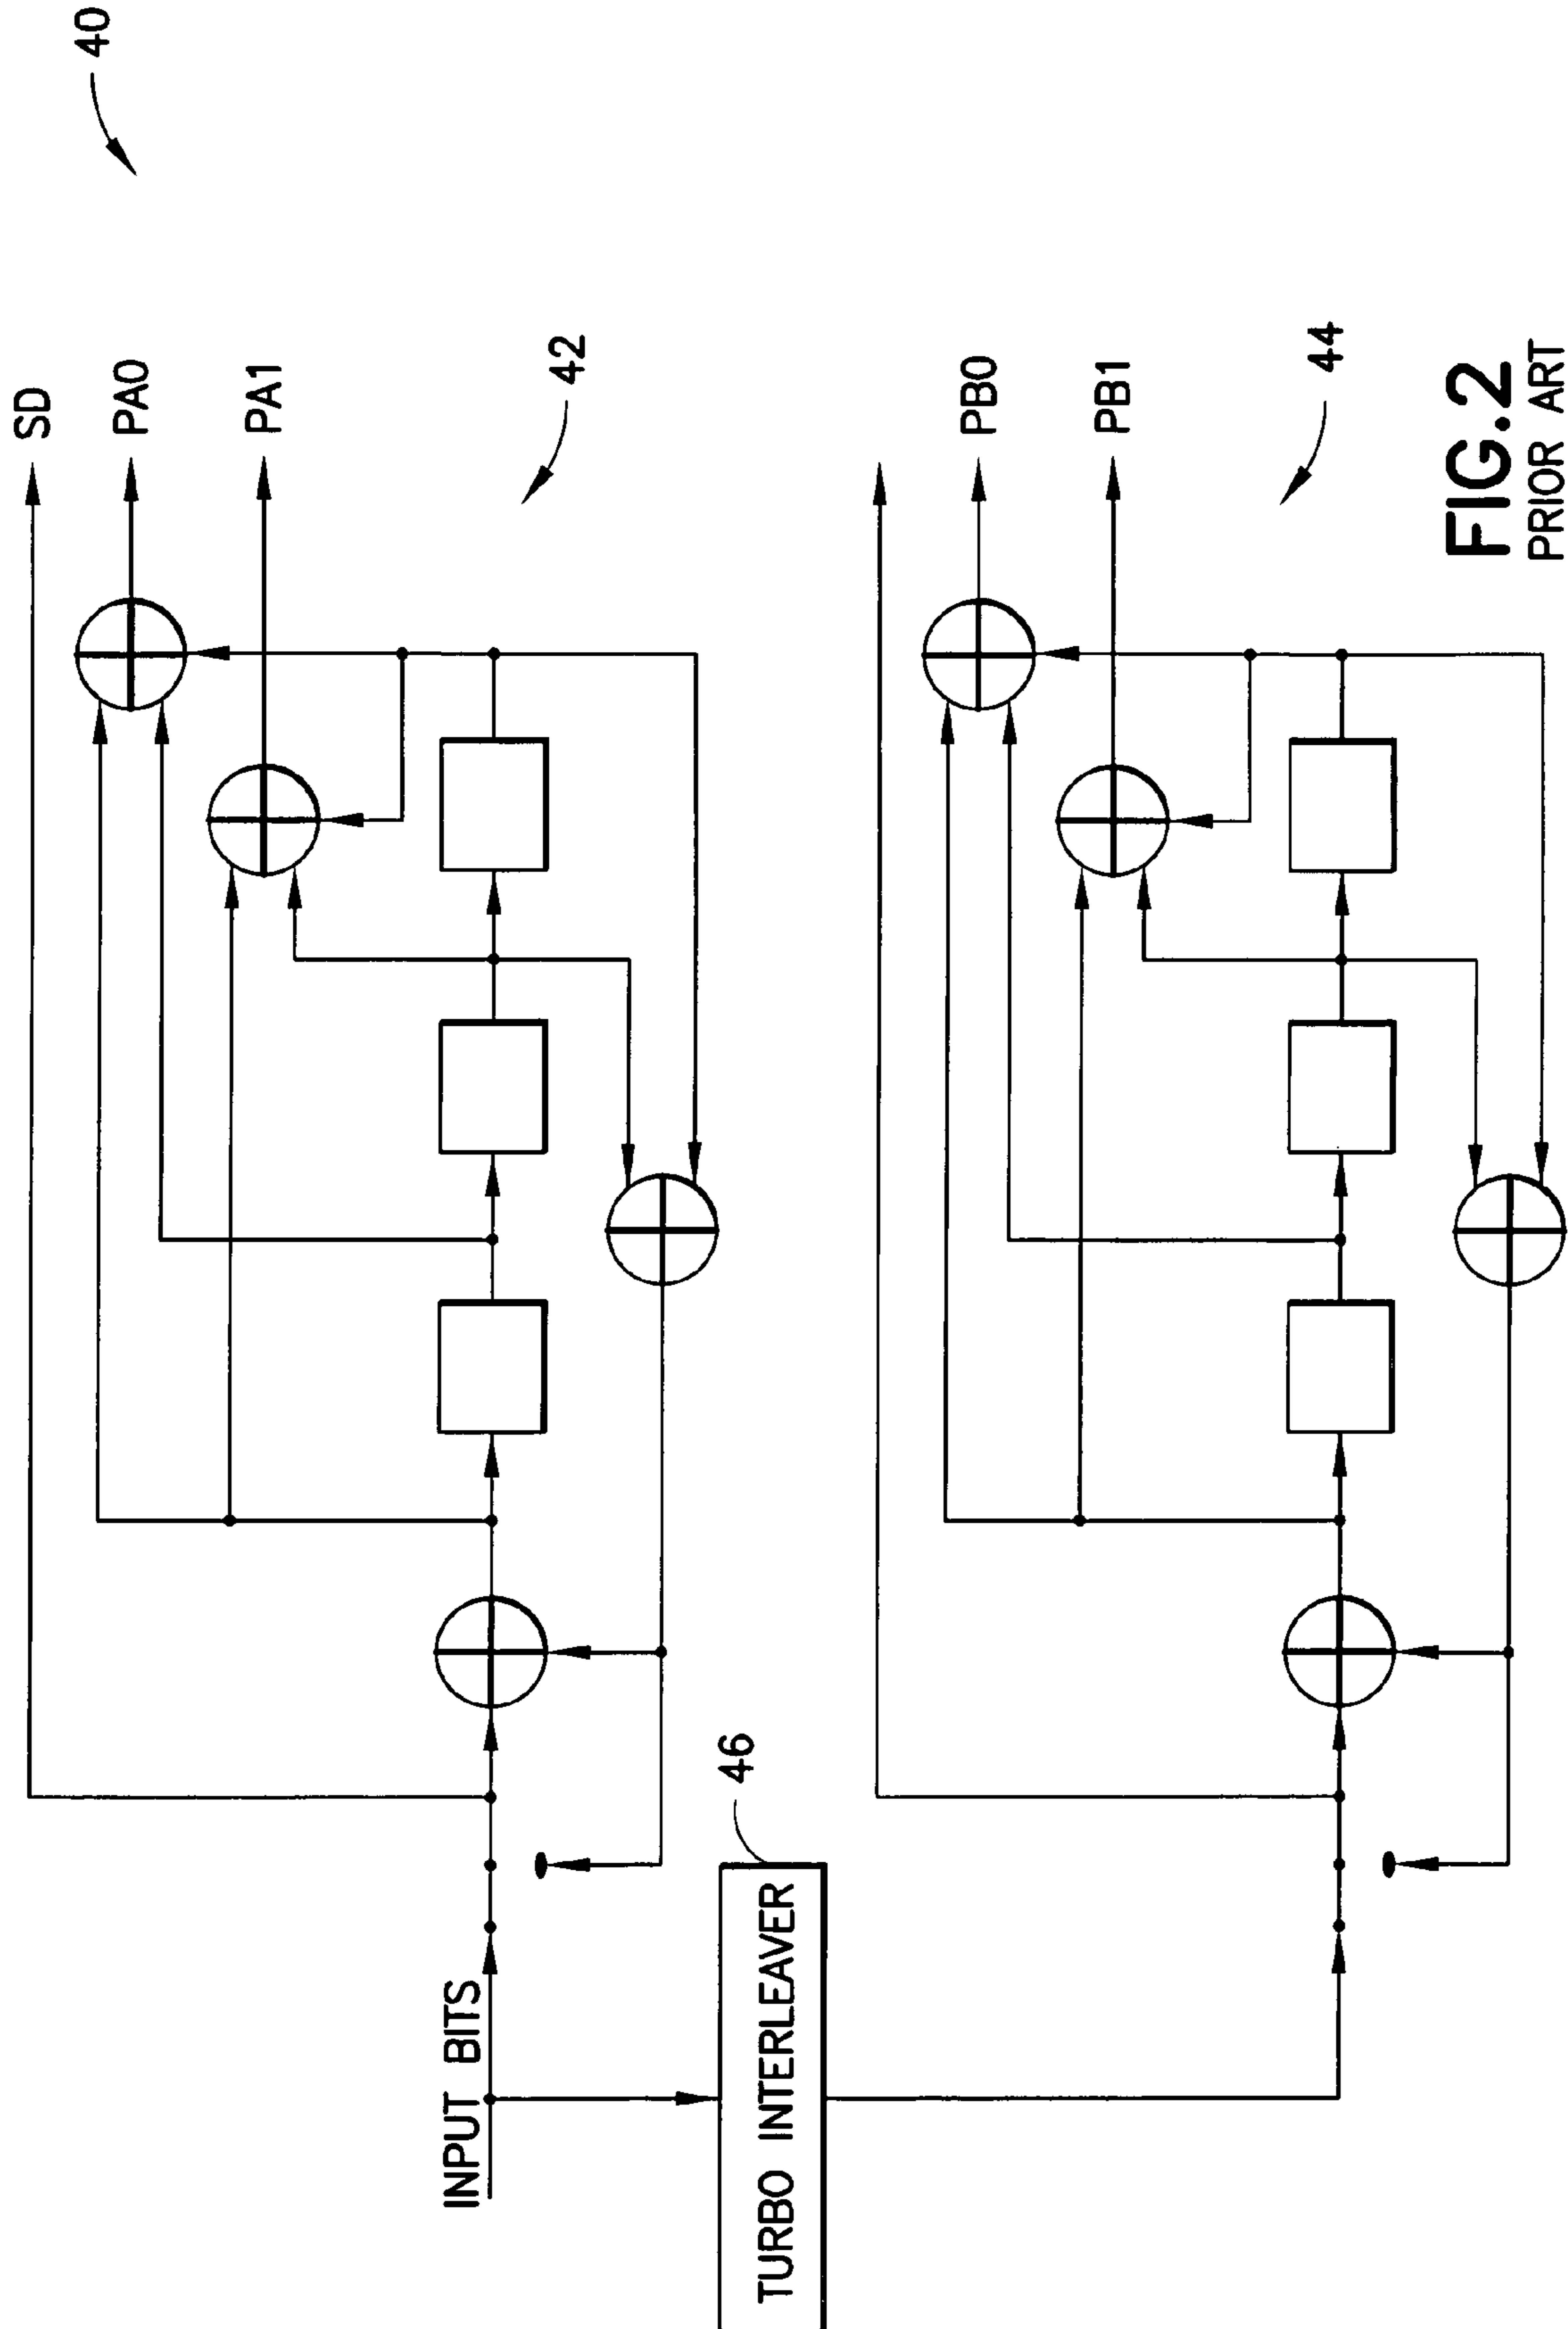 40
SD
PA0
PA1
42
INPUT BITS
46
TURBO INTERLEAVER
PB0
PB1
44
FIG.2
PRIOR ART